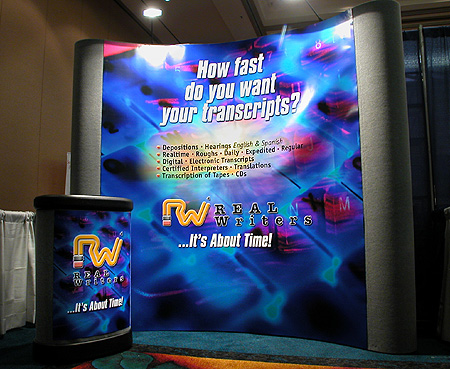 How fast
do you want
your transcripts?
- Depositions · Hearings English & Spanish
- Realtime · Roughs · Daily · Expedited · Regular
- Digital · Electronic Transcripts
- Certified Interpreters · Translations
- Transcription of Tapes · CDs
RW REAL
Writers
...It's About Time!
RW
REAL
Writers
...It's About Time!